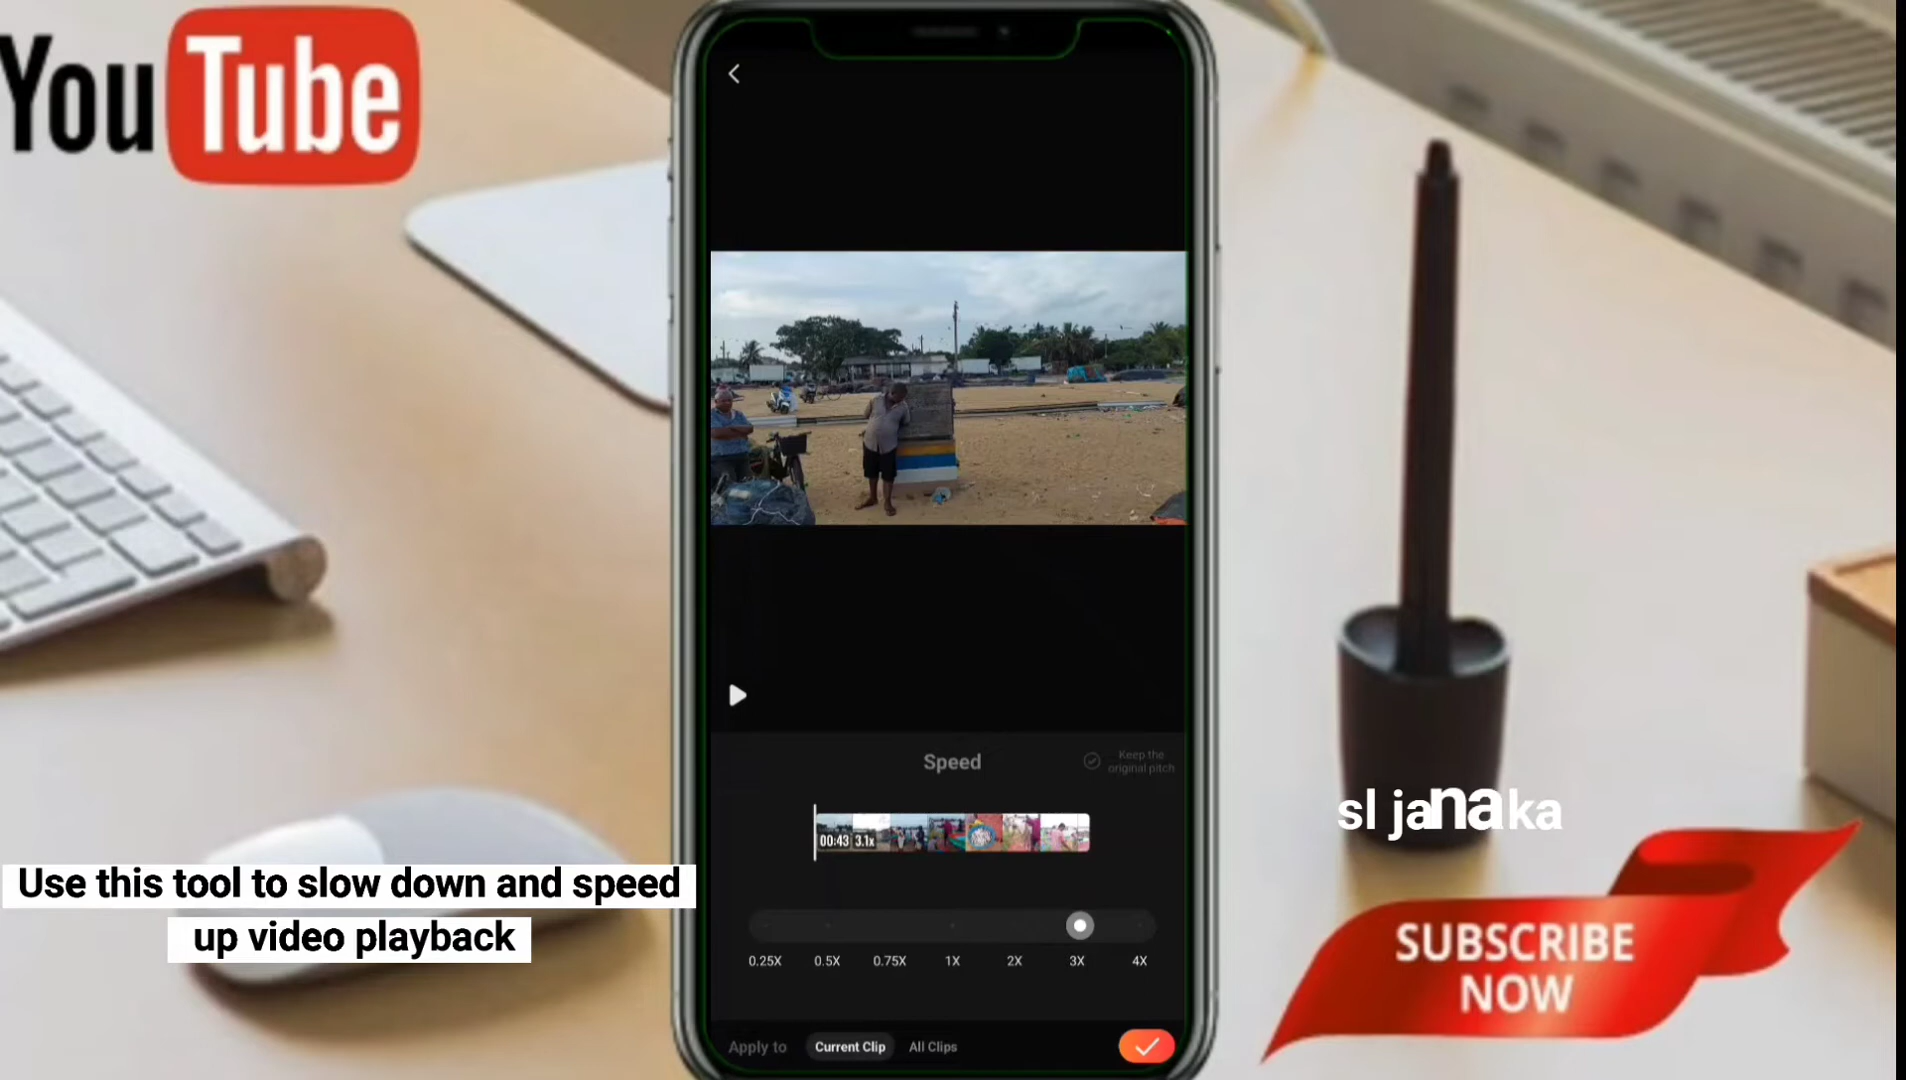 YouTube
Speed
Keep the
original pitch
00:43 3.1x
0.25X 0.5X 0.75X 1X 2X 3X 4X
Apply to Current Clip All Clips
Use this tool to slow down and speed
up video playback
sl janaka
SUBSCRIBE
NOW